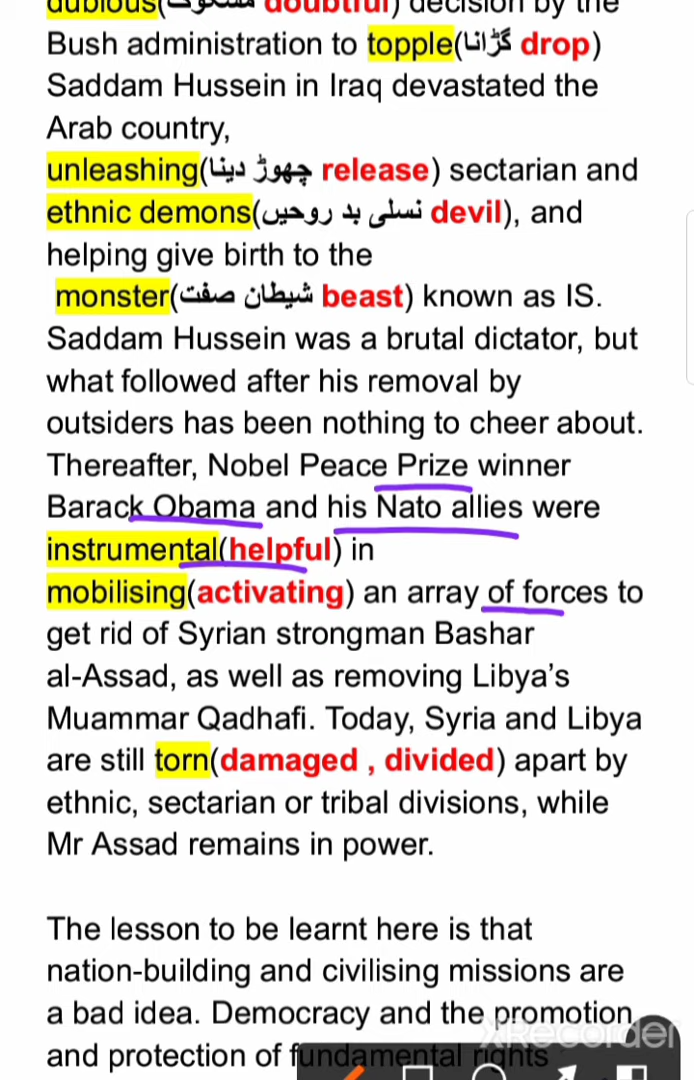 dubious(مشکوک doubtful) decision by the
Bush administration to topple(گرانا drop)
Saddam Hussein in Iraq devastated the
Arab country,
unleashing(چھوڑ دینا release) sectarian and
ethnic demons(نسلی بد روحیں devil), and
helping give birth to the
monster(شیطان صفت beast) known as IS.
Saddam Hussein was a brutal dictator, but
what followed after his removal by
outsiders has been nothing to cheer about.
Thereafter, Nobel Peace Prize winner
Barack Obama and his Nato allies were
instrumental(helpful) in
mobilising(activating) an array of forces to
get rid of Syrian strongman Bashar
al-Assad, as well as removing Libya’s
Muammar Qadhafi. Today, Syria and Libya
are still torn(damaged , divided) apart by
ethnic, sectarian or tribal divisions, while
Mr Assad remains in power.
The lesson to be learnt here is that
nation-building and civilising missions are
a bad idea. Democracy and the promotion
XRecorder
and protection of fundamental rights